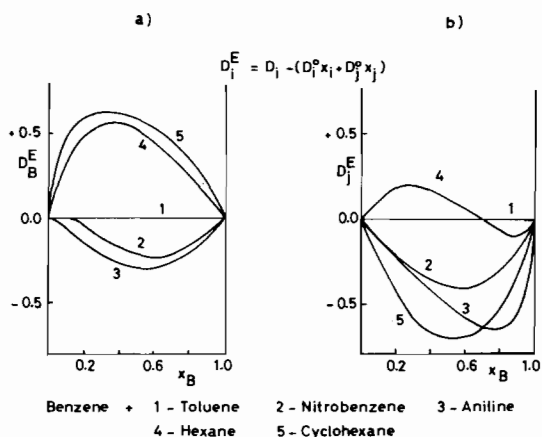 a)
b)
D_i^E = D_j -(D_i^o x_i + D_j^o x_j)
+ 0.5
D_B^E
0.0
- 0.5
5
4
1
2
3
0.2
0.6
1.0
x_B
+ 0.5
D_j^E
0.0
- 0.5
4
1
2
3
5
0.2
0.6
1.0
x_B
Benzene + 1 - Toluene 2 - Nitrobenzene 3 - Aniline
4 - Hexane 5 - Cyclohexane